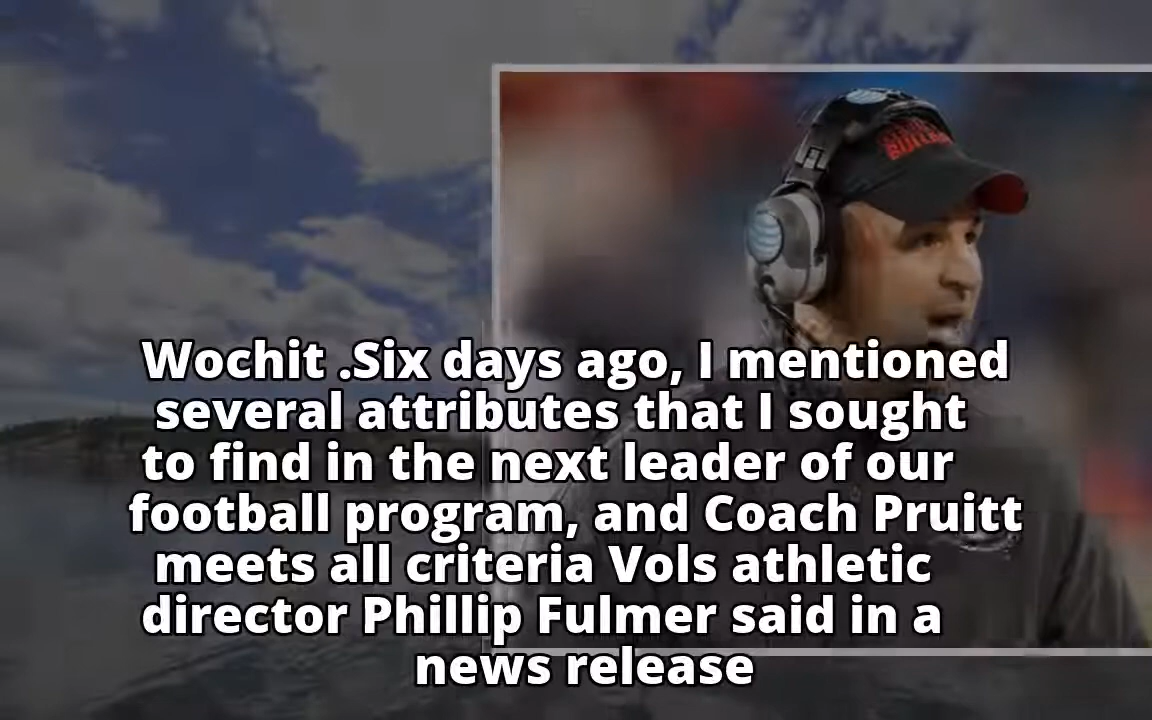 Wochit .Six days ago, I mentioned
several attributes that I sought
to find in the next leader of our
football program, and Coach Pruitt
meets all criteria Vols athletic
director Phillip Fulmer said in a
news release